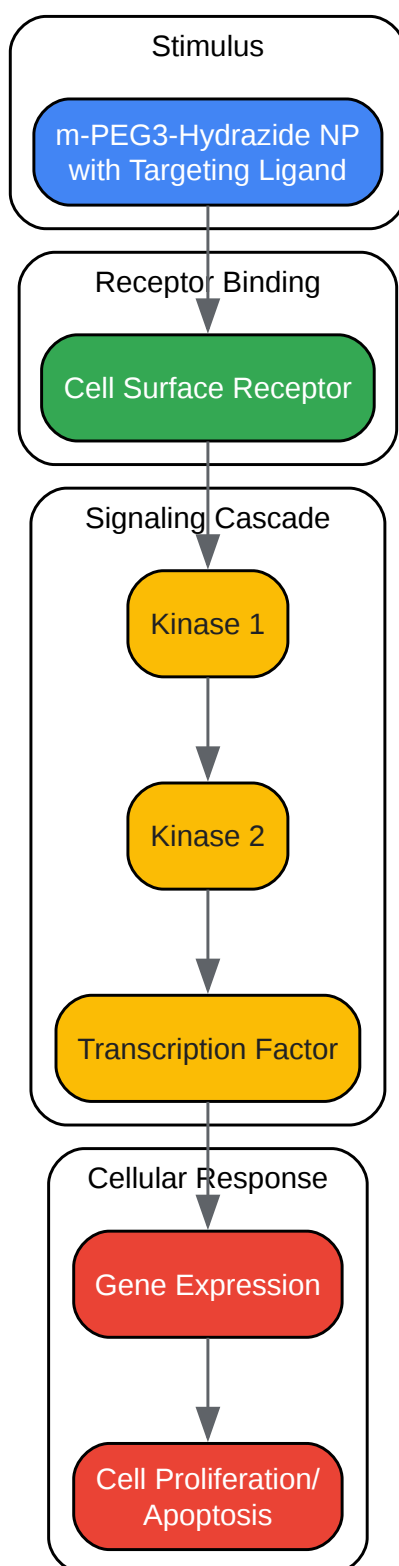 Stimulus
m-PEG3-Hydrazide NP
with Targeting Ligand
Receptor Binding
Cell Surface Receptor
Signaling Cascade
Kinase 1
Kinase 2
Transcription Factor
Cellular Response
Gene Expression
Cell Proliferation/
Apoptosis